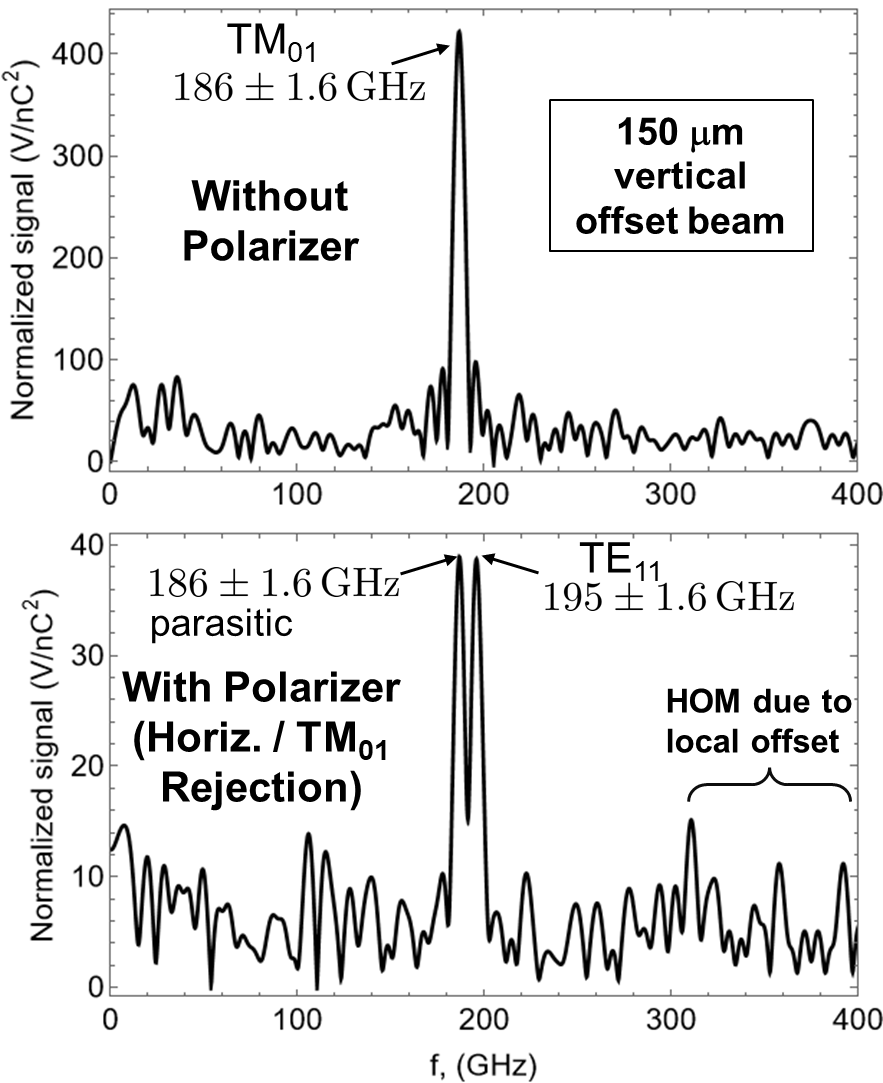 TM₀₁
186 ± 1.6 GHz
150 μm
vertical
offset beam
Without
Polarizer
Normalized signal (V/nC²)
400
300
200
100
0
0 100 200 300 400
TE₁₁
186 ± 1.6 GHz
195 ± 1.6 GHz
parasitic
With Polarizer
(Horiz. / TM₀₁
Rejection)
HOM due to
local offset
Normalized signal (V/nC²)
40
30
20
10
0
0 100 200 300 400
f, (GHz)